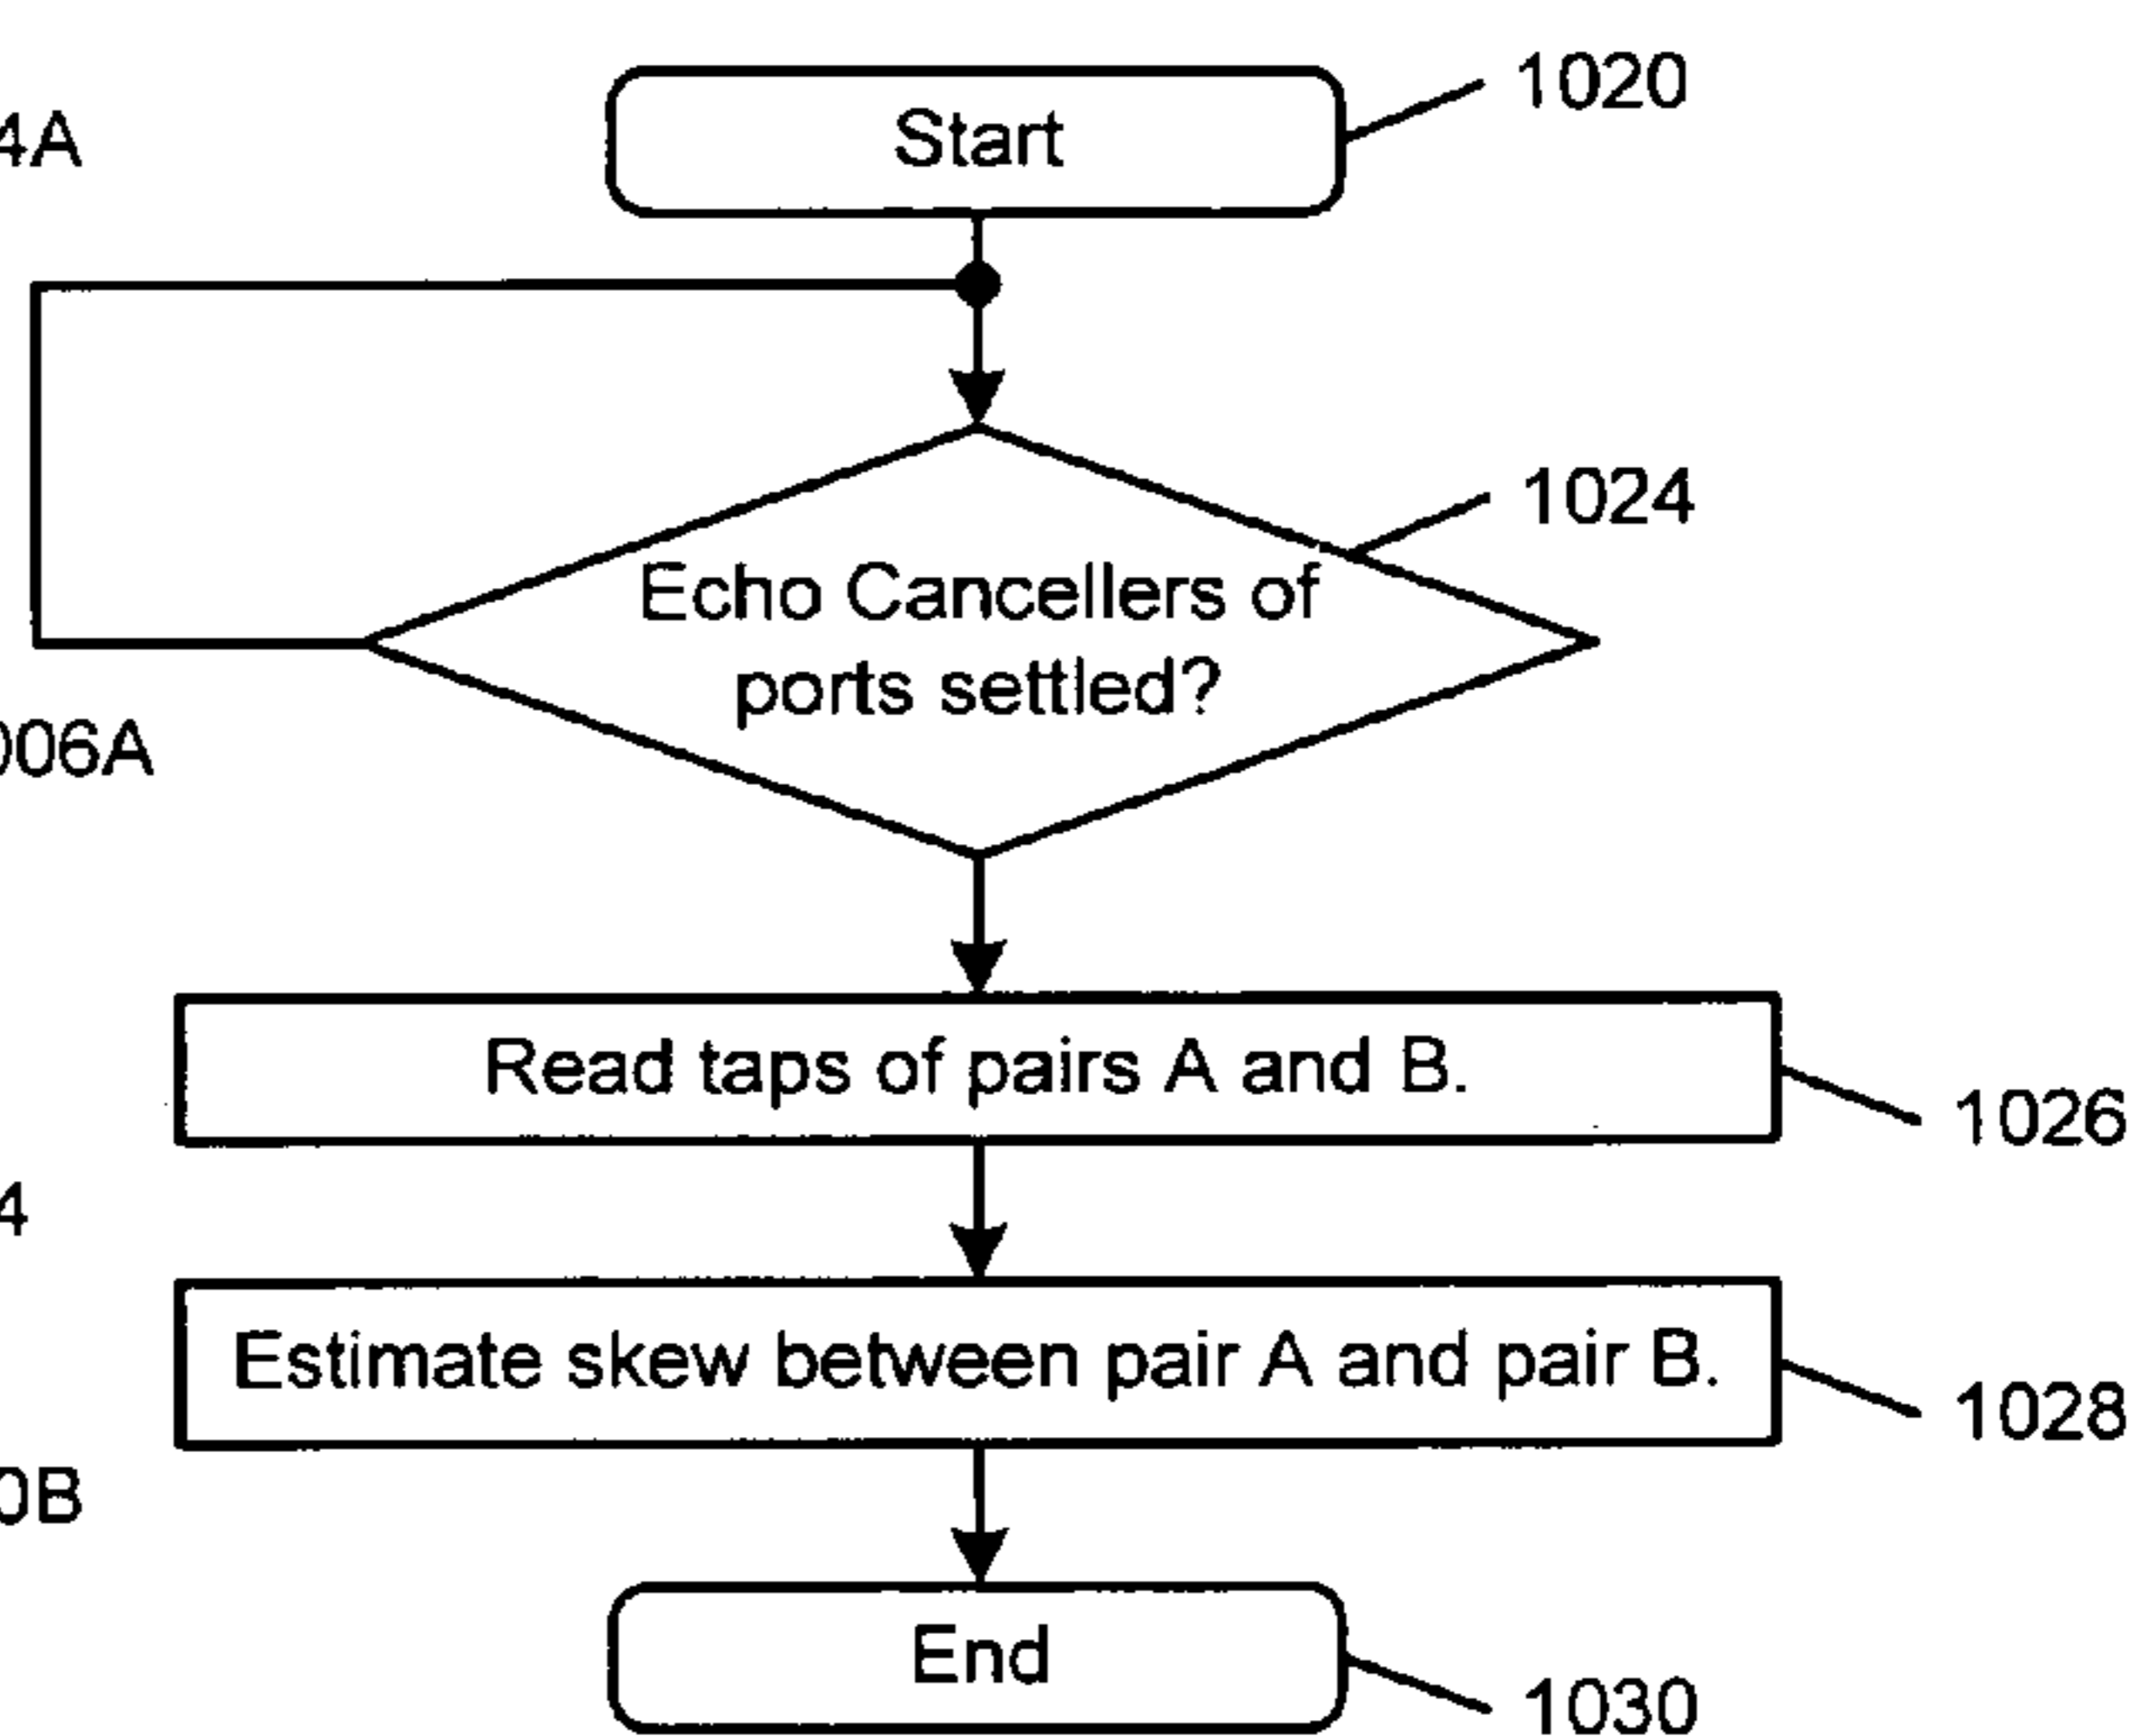 1020
4A
Start
1024
Echo Cancellers of
ports settled?
006A
Read taps of pairs A and B.
1026
4
Estimate skew between pair A and pair B.
1028
0B
End
1030